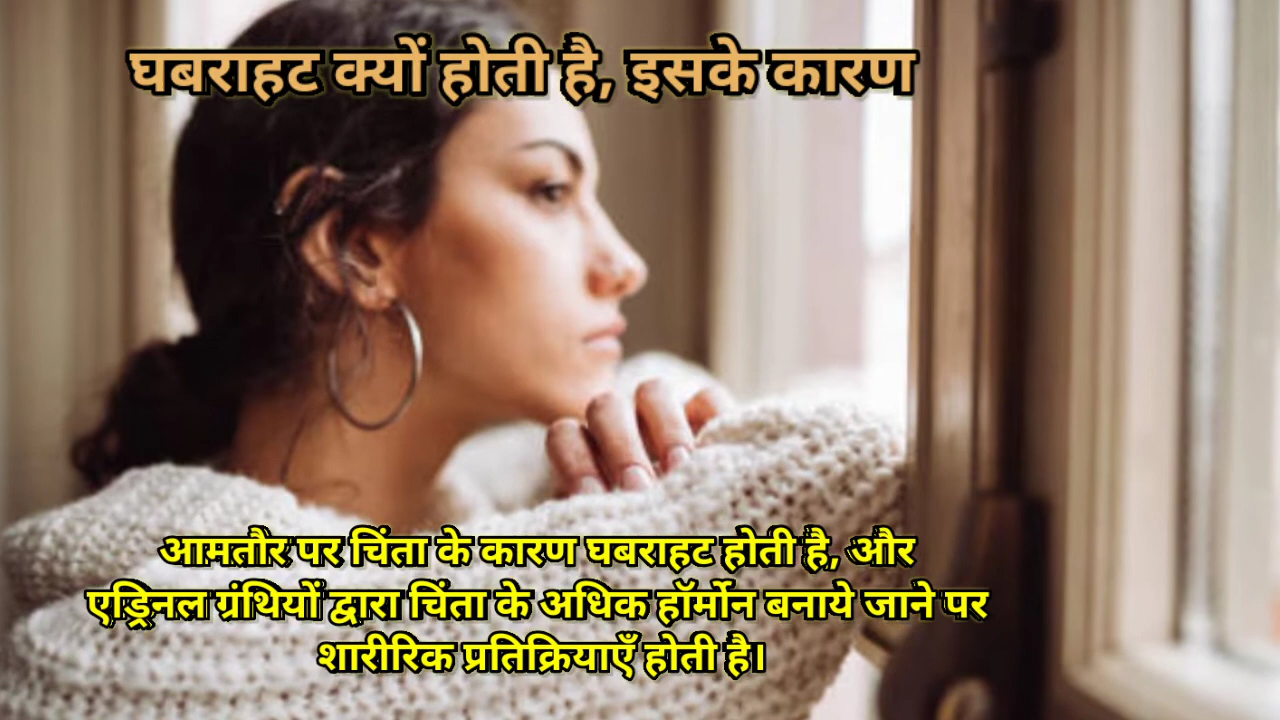 घबराहट क्यों होती है, इसके कारण
आमतौर पर चिंता के कारण घबराहट होती है, और
एड्रिनल ग्रंथियों द्वारा चिंता के अधिक हॉर्मोन बनाये जाने पर
शारीरिक प्रतिक्रियाएँ होती है।